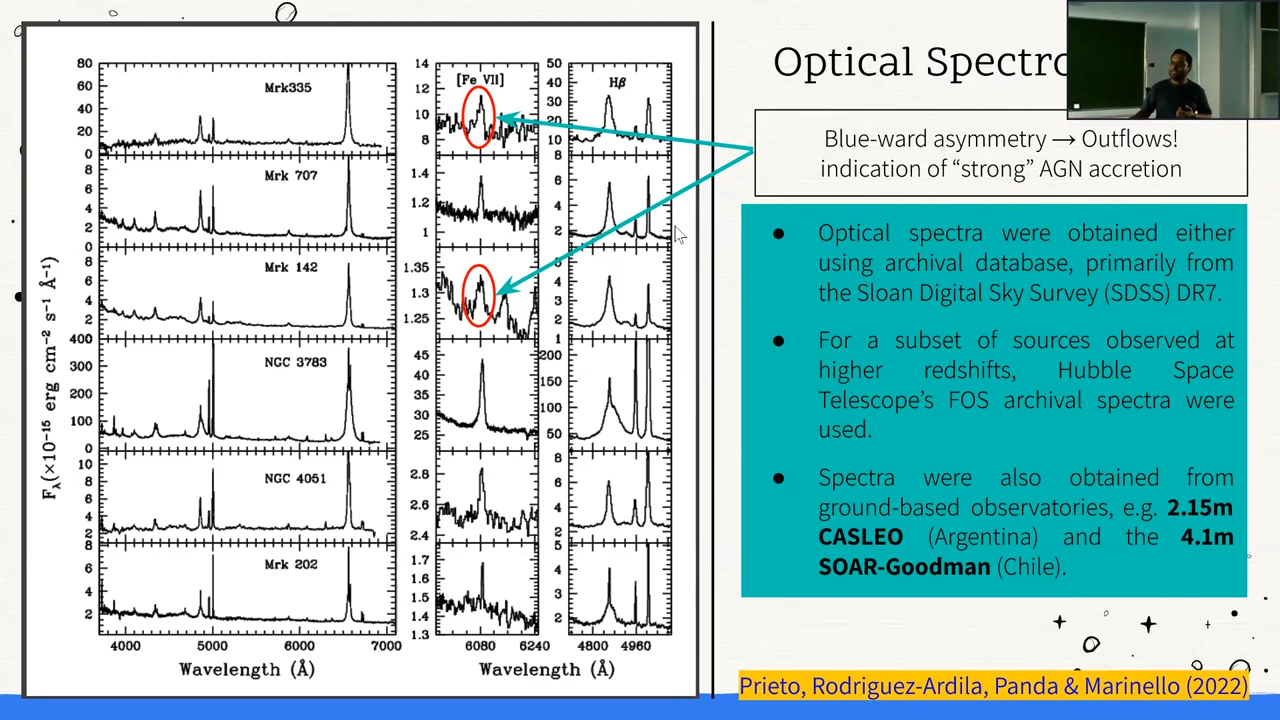 Optical Spectro
Blue-ward asymmetry → Outflows!
indication of “strong” AGN accretion
● Optical spectra were obtained either
using archival database, primarily from
the Sloan Digital Sky Survey (SDSS) DR7.
● For a subset of sources observed at
higher redshifts, Hubble Space
Telescope’s FOS archival spectra were
used.
● Spectra were also obtained from
ground-based observatories, e.g. 2.15m
CASLEO (Argentina) and the 4.1m
SOAR-Goodman (Chile).
Prieto, Rodriguez-Ardila, Panda & Marinello (2022)
[Fe VII]
Hβ
Mrk335
Mrk 707
Mrk 142
NGC 3783
NGC 4051
Mrk 202
Fλ(×10⁻¹⁵ erg cm⁻² s⁻¹ Å⁻¹)
80
60
40
20
0
8
6
4
2
0
8
6
4
2
400
300
200
100
0
10
8
6
4
2
8
6
4
2
14
12
10
8
1.4
1.2
1
1.35
1.3
1.25
45
40
35
30
25
2.8
2.6
2.4
1.7
1.6
1.5
1.4
1.3
50
40
30
20
10
8
6
4
2
5
4
3
2
1
200
150
100
50
8
6
4
2
5
4
3
2
4000 5000 6000 7000
6080 6240
4800 4960
Wavelength (Å)
Wavelength (Å)